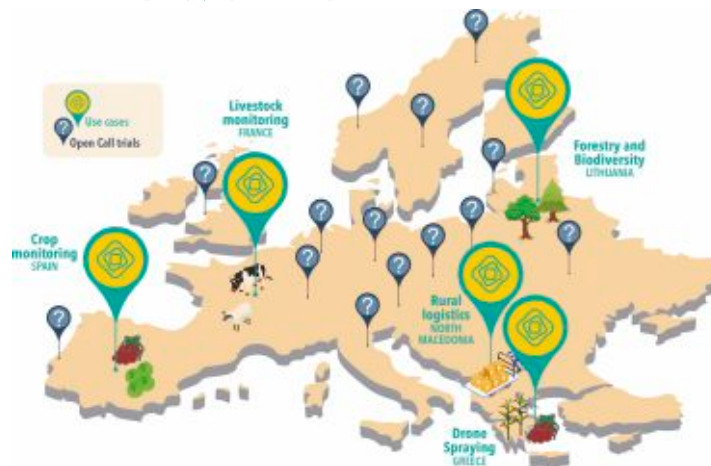 Use cases
Open Call trials
Livestock
monitoring
FRANCE
Forestry and
Biodiversity
LITHUANIA
Crop
monitoring
SPAIN
Rural
logistics
NORTH
MACEDONIA
Drone
Spraying
GREECE
?
?
?
?
?
?
?
?
?
?
?
?
?
?